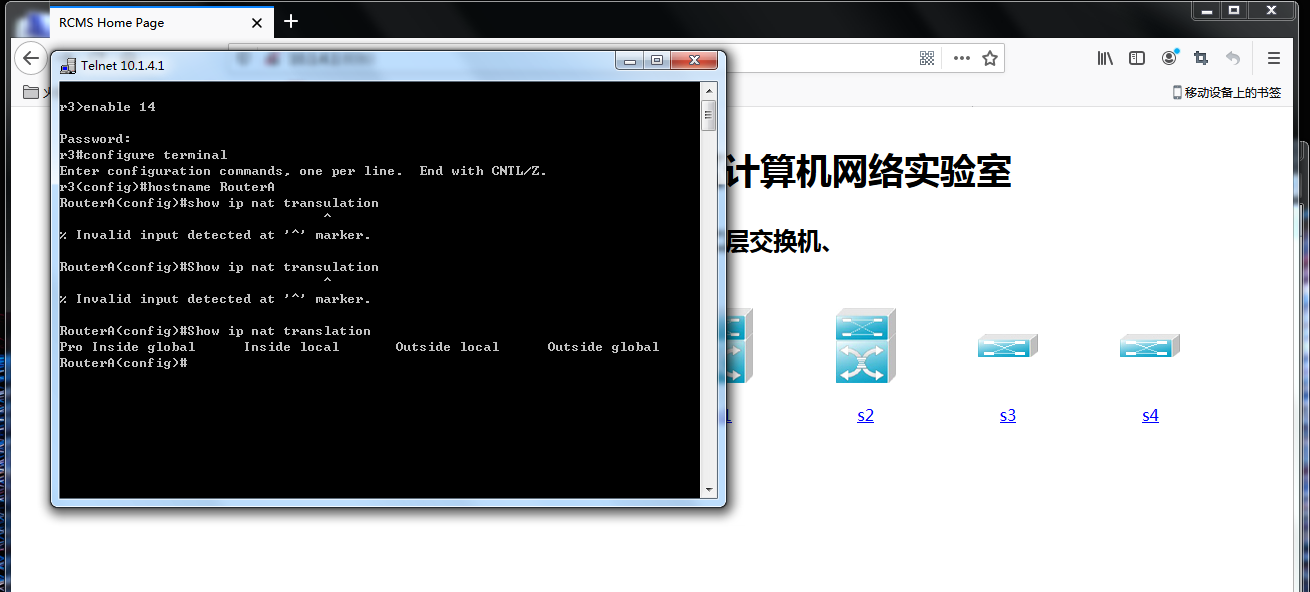 RCMS Home Page
Telnet 10.1.4.1
移动设备上的书签
r3>enable 14
Password:
r3#configure terminal
Enter configuration commands, one per line.  End with CNTL/Z.
r3(config)#hostname RouterA
RouterA(config)#show ip nat transulation
^
% Invalid input detected at '^' marker.
RouterA(config)#Show ip nat transulation
^
% Invalid input detected at '^' marker.
RouterA(config)#Show ip nat translation
Pro Inside global      Inside local       Outside local      Outside global
RouterA(config)#
计算机网络实验室
层交换机、
1
s2
s3
s4